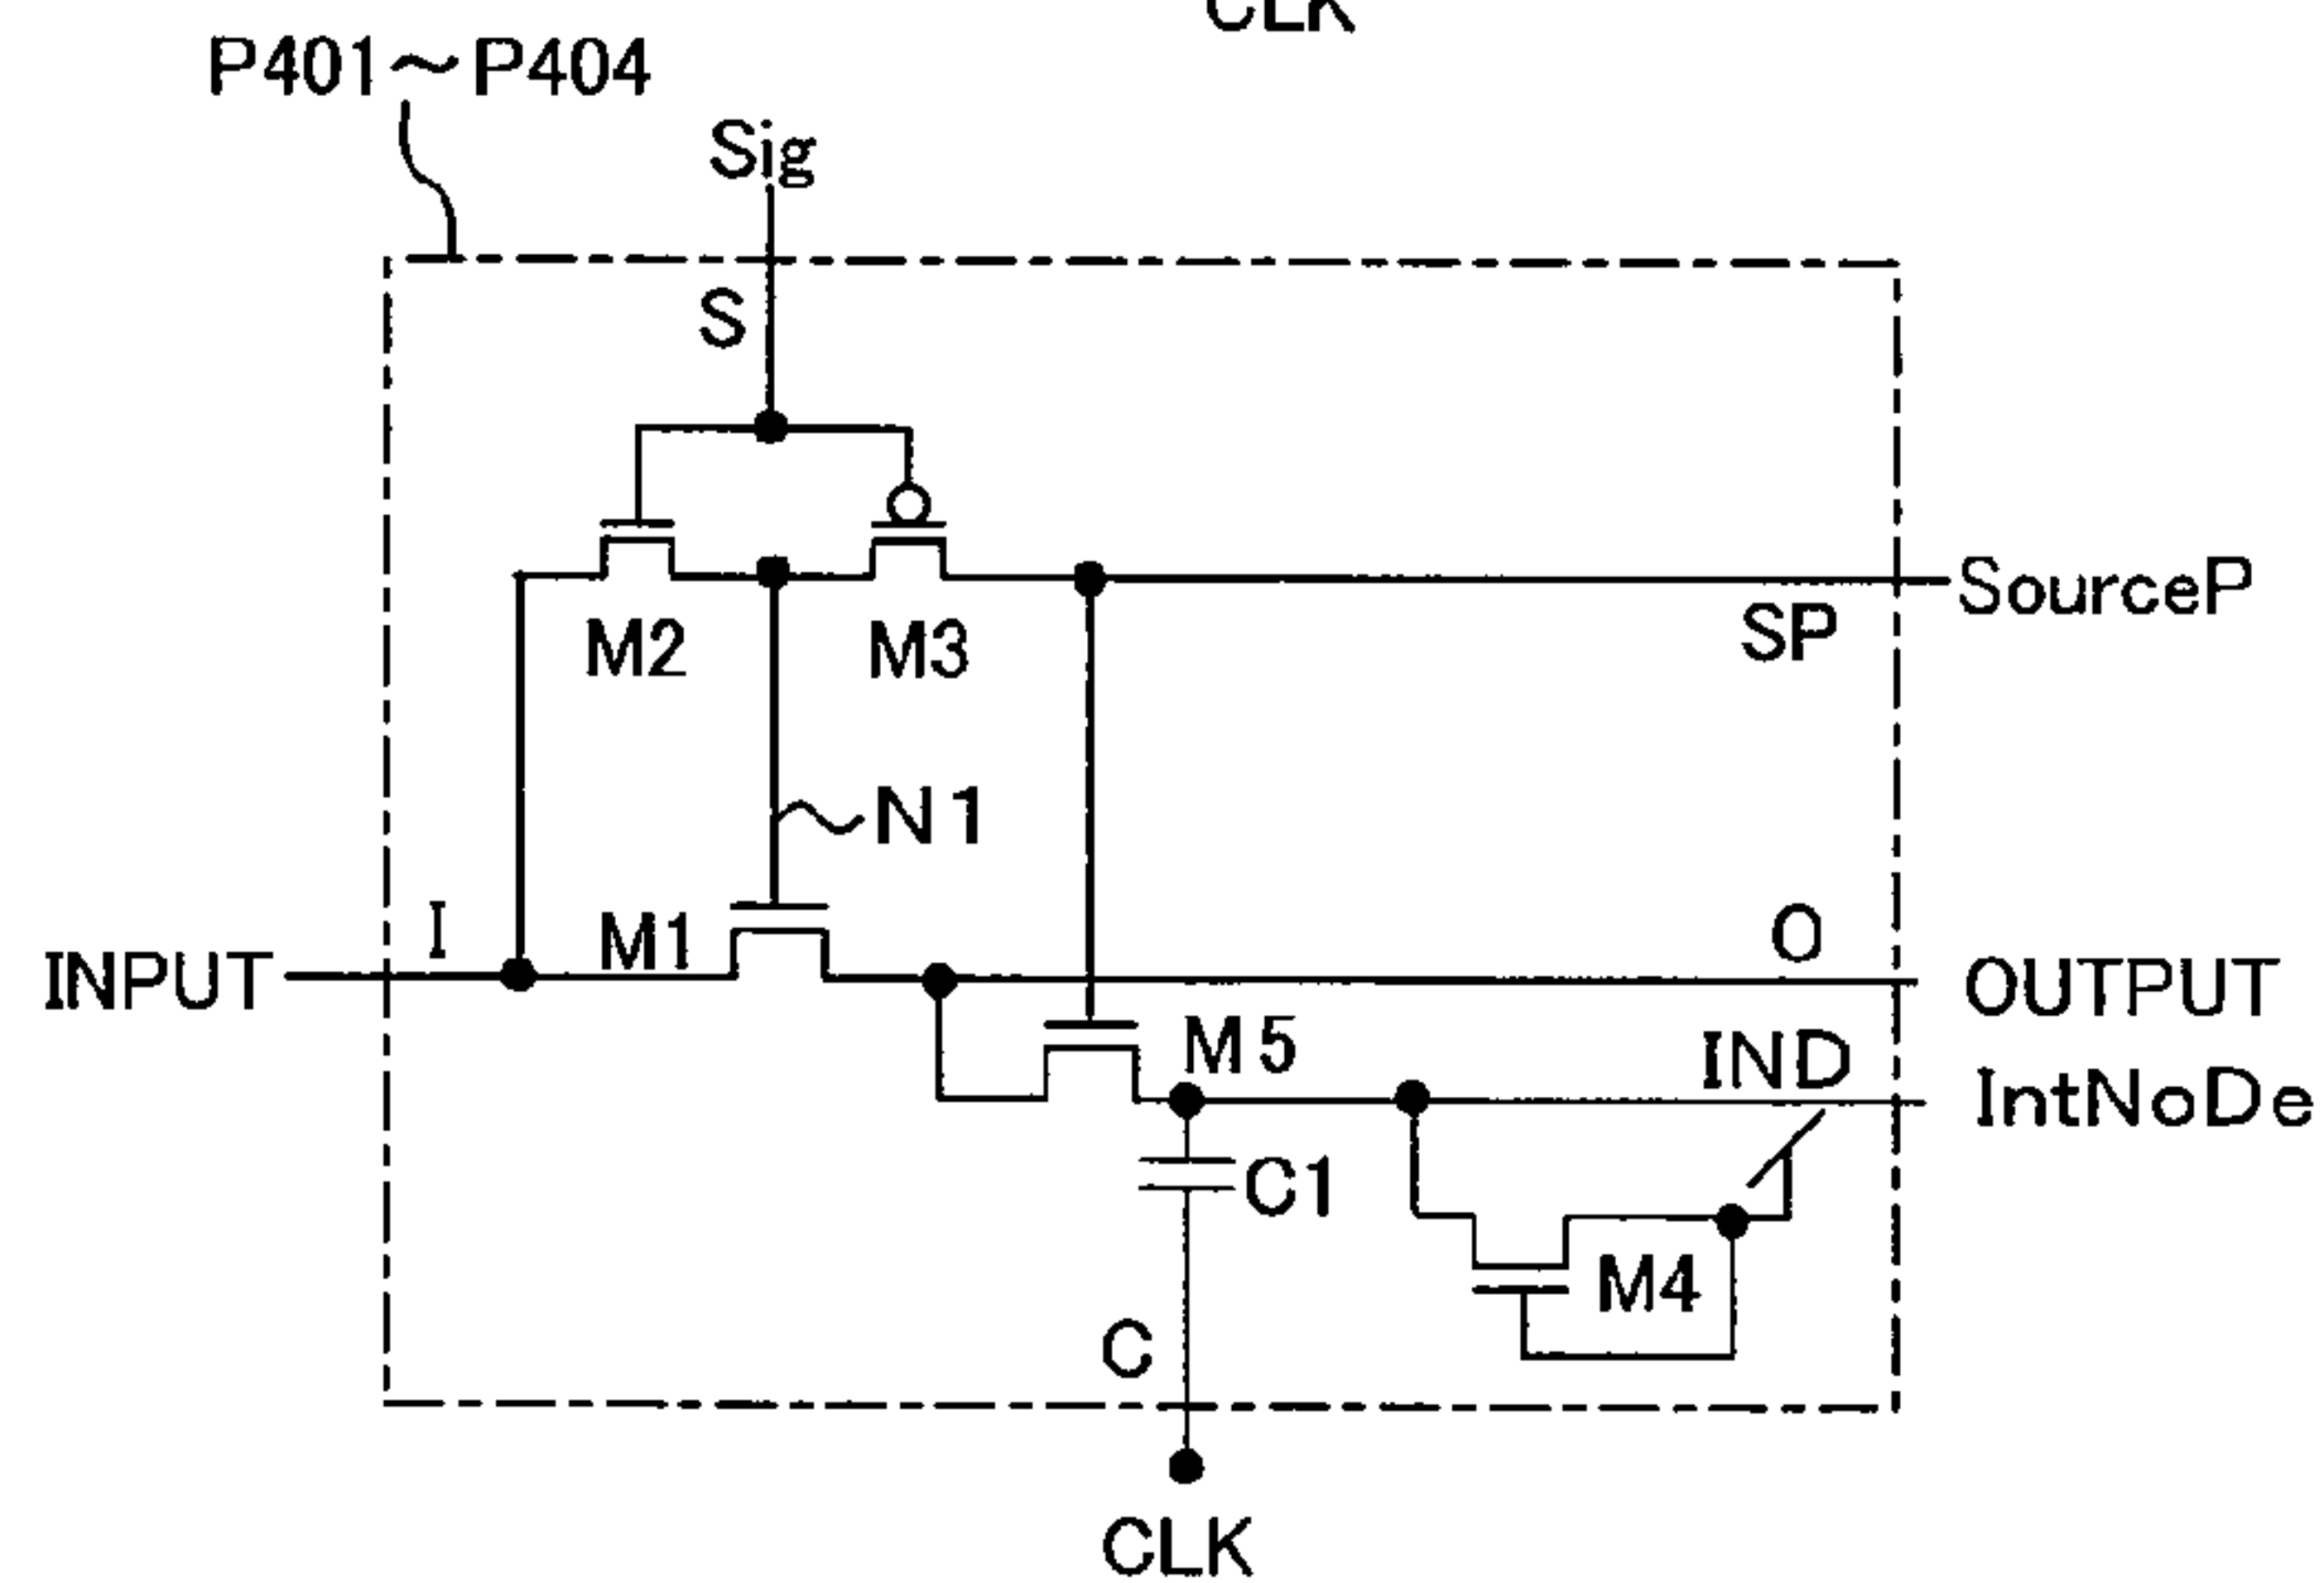 CLK
P401~P404
Sig
S
M2
M3
SourceP
SP
N1
I
M1
O
INPUT
OUTPUT
M5
IND
IntNoDe
C1
M4
C
CLK